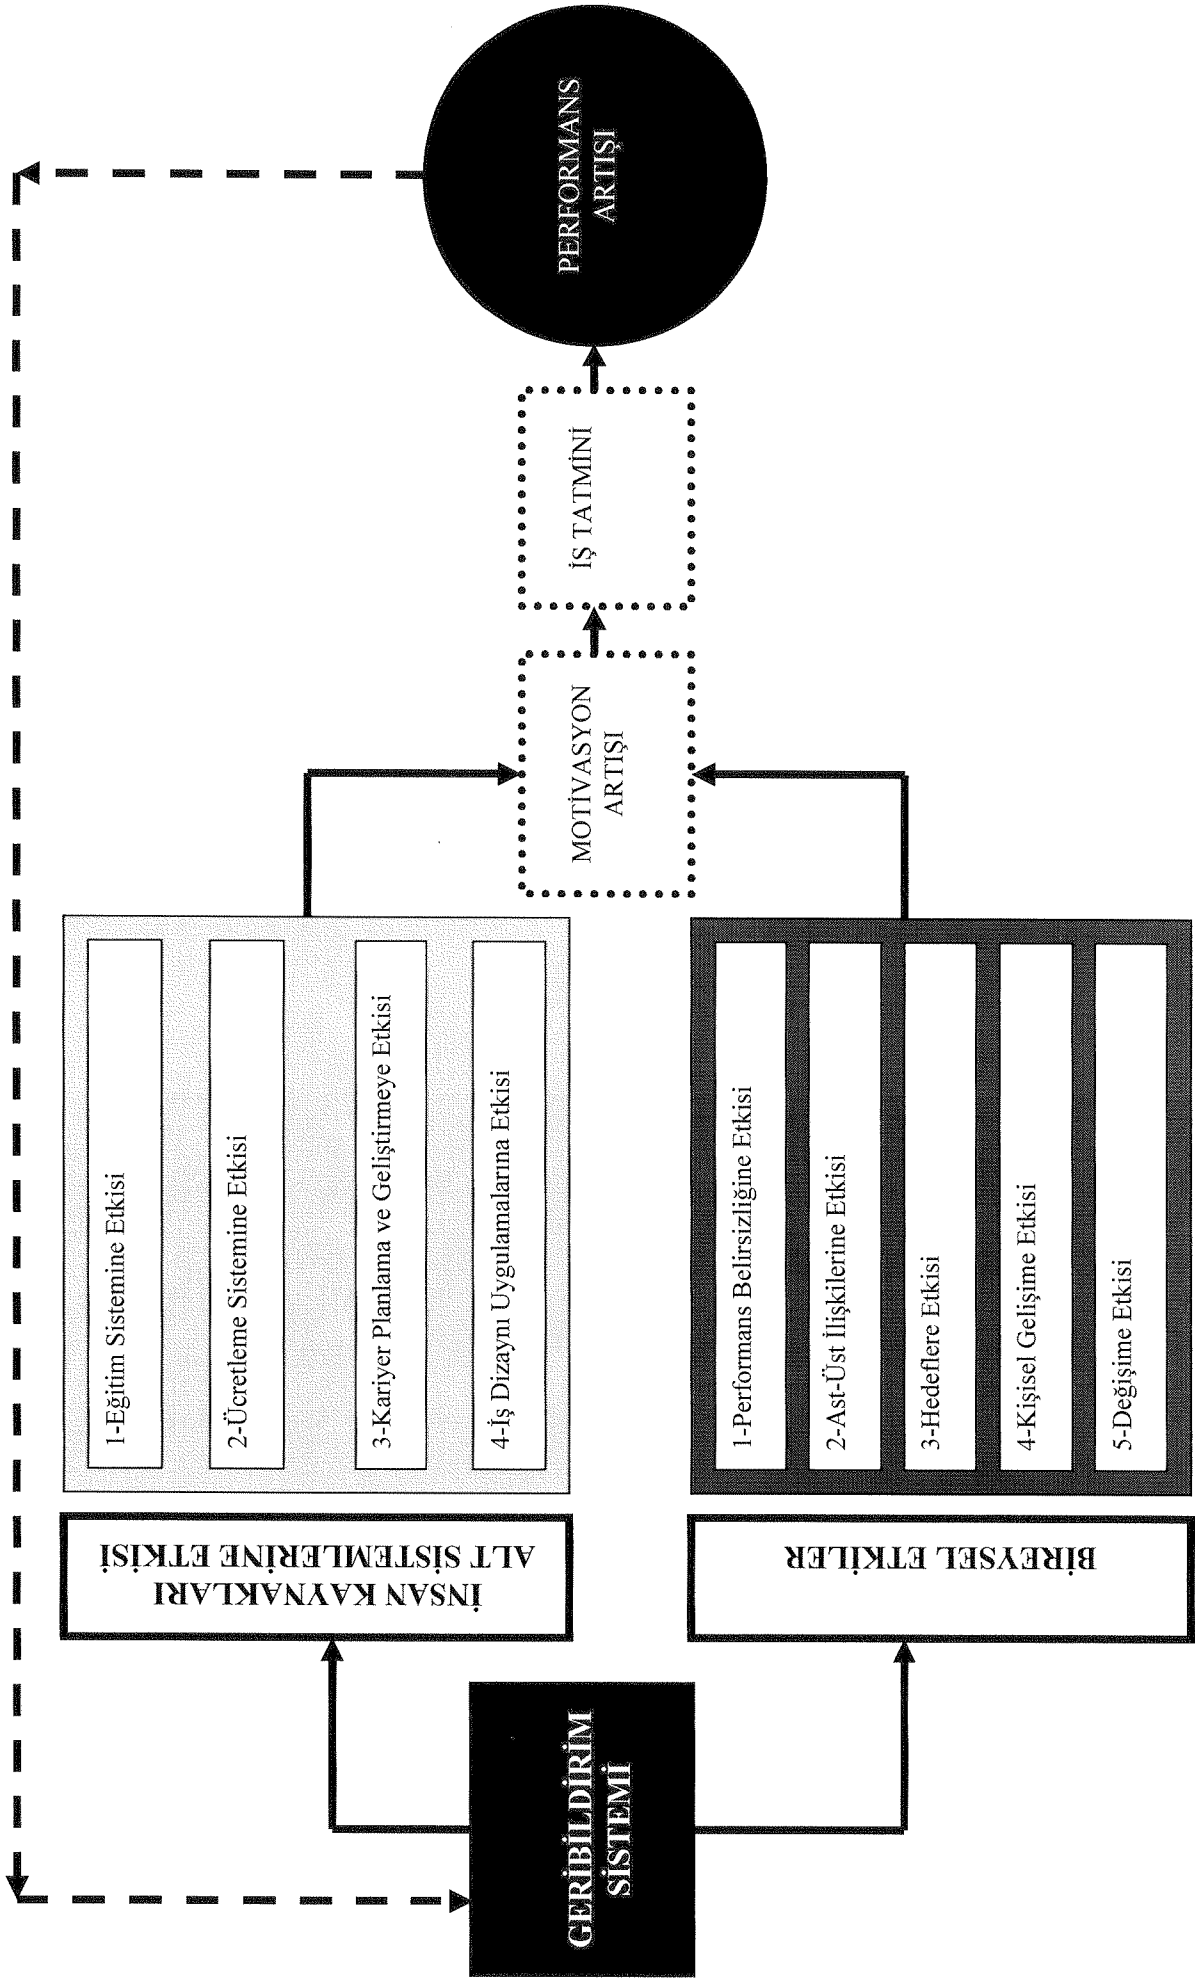 GERİBİLDİRİM
SİSTEMİ
İNSAN KAYNAKLARI
ALT SİSTEMLERİNE ETKİSİ
1-Eğitim Sistemine Etkisi
2-Ücretleme Sistemine Etkisi
3-Kariyer Planlama ve Geliştirmeye Etkisi
4-İş Dizaynı Uygulamalarına Etkisi
BİREYSEL ETKİLER
1-Performans Belirsizliğine Etkisi
2-Ast-Üst İlişkilerine Etkisi
3-Hedeflere Etkisi
4-Kişisel Gelişime Etkisi
5-Değişime Etkisi
MOTİVASYON
ARTIŞI
İŞ TATMİNİ
PERFORMANS
ARTIŞI